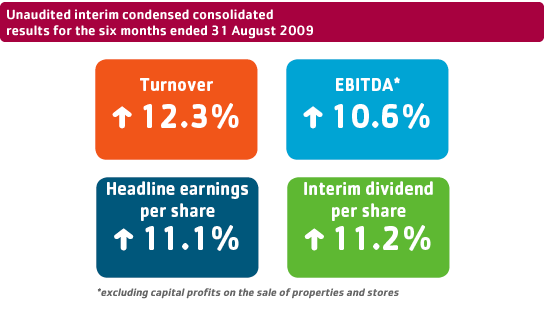 Unaudited interim condensed consolidated
results for the six months ended 31 August 2009
Turnover
↑ 12.3%
EBITDA*
↑ 10.6%
Headline earnings
per share
↑ 11.1%
Interim dividend
per share
↑ 11.2%
*excluding capital profits on the sale of properties and stores